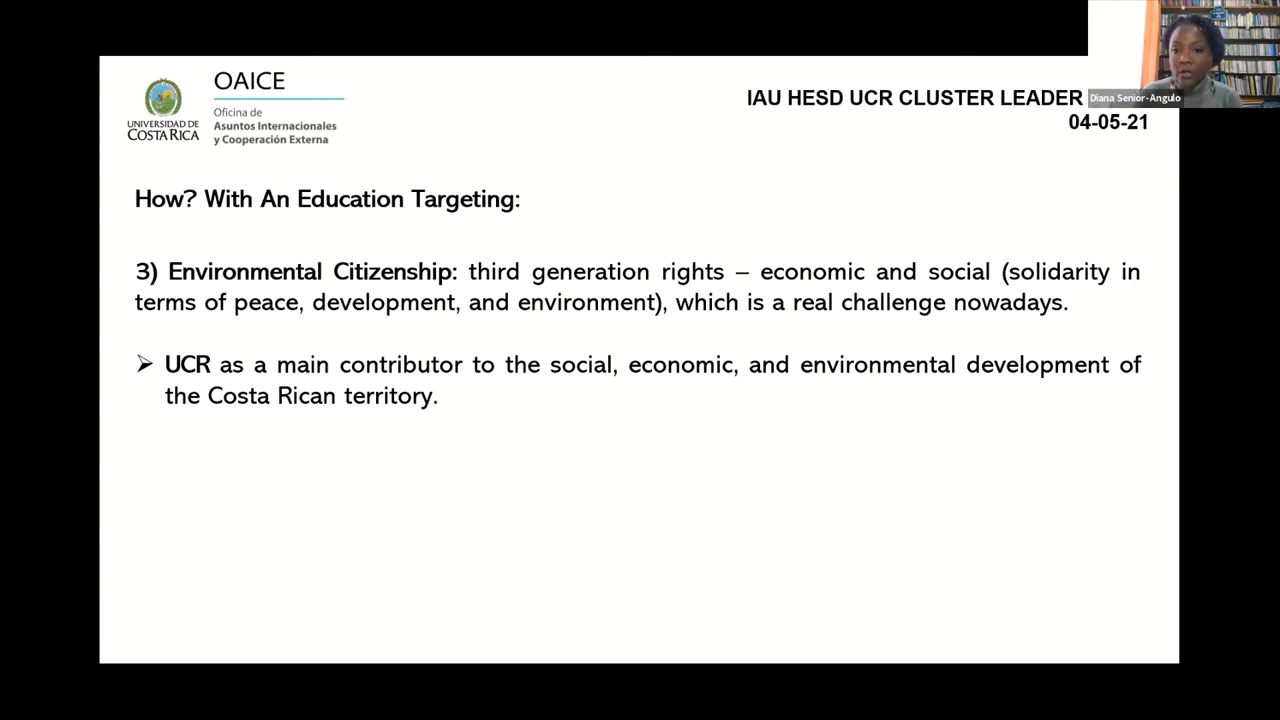 OAICE
Oficina de
Asuntos Internacionales
y Cooperación Externa
UNIVERSIDAD DE
COSTA RICA
IAU HESD UCR CLUSTER LEADER
04-05-21
Diana Senior-Angulo
How? With An Education Targeting:
3) Environmental Citizenship: third generation rights – economic and social (solidarity in
terms of peace, development, and environment), which is a real challenge nowadays.
➢ UCR as a main contributor to the social, economic, and environmental development of
the Costa Rican territory.